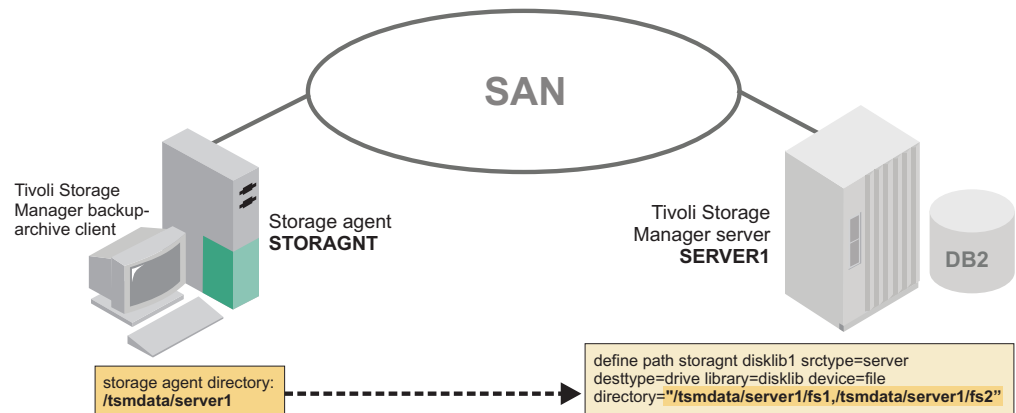 SAN
Tivoli Storage
Manager backup-
archive client
Storage agent
STORAGNT
Tivoli Storage
Manager server
SERVER1
DB2
storage agent directory:
/tsmdata/server1
define path storagnt disklib1 srctype=server
desttype=drive library=disklib device=file
directory="/tsmdata/server1/fs1,/tsmdata/server1/fs2”